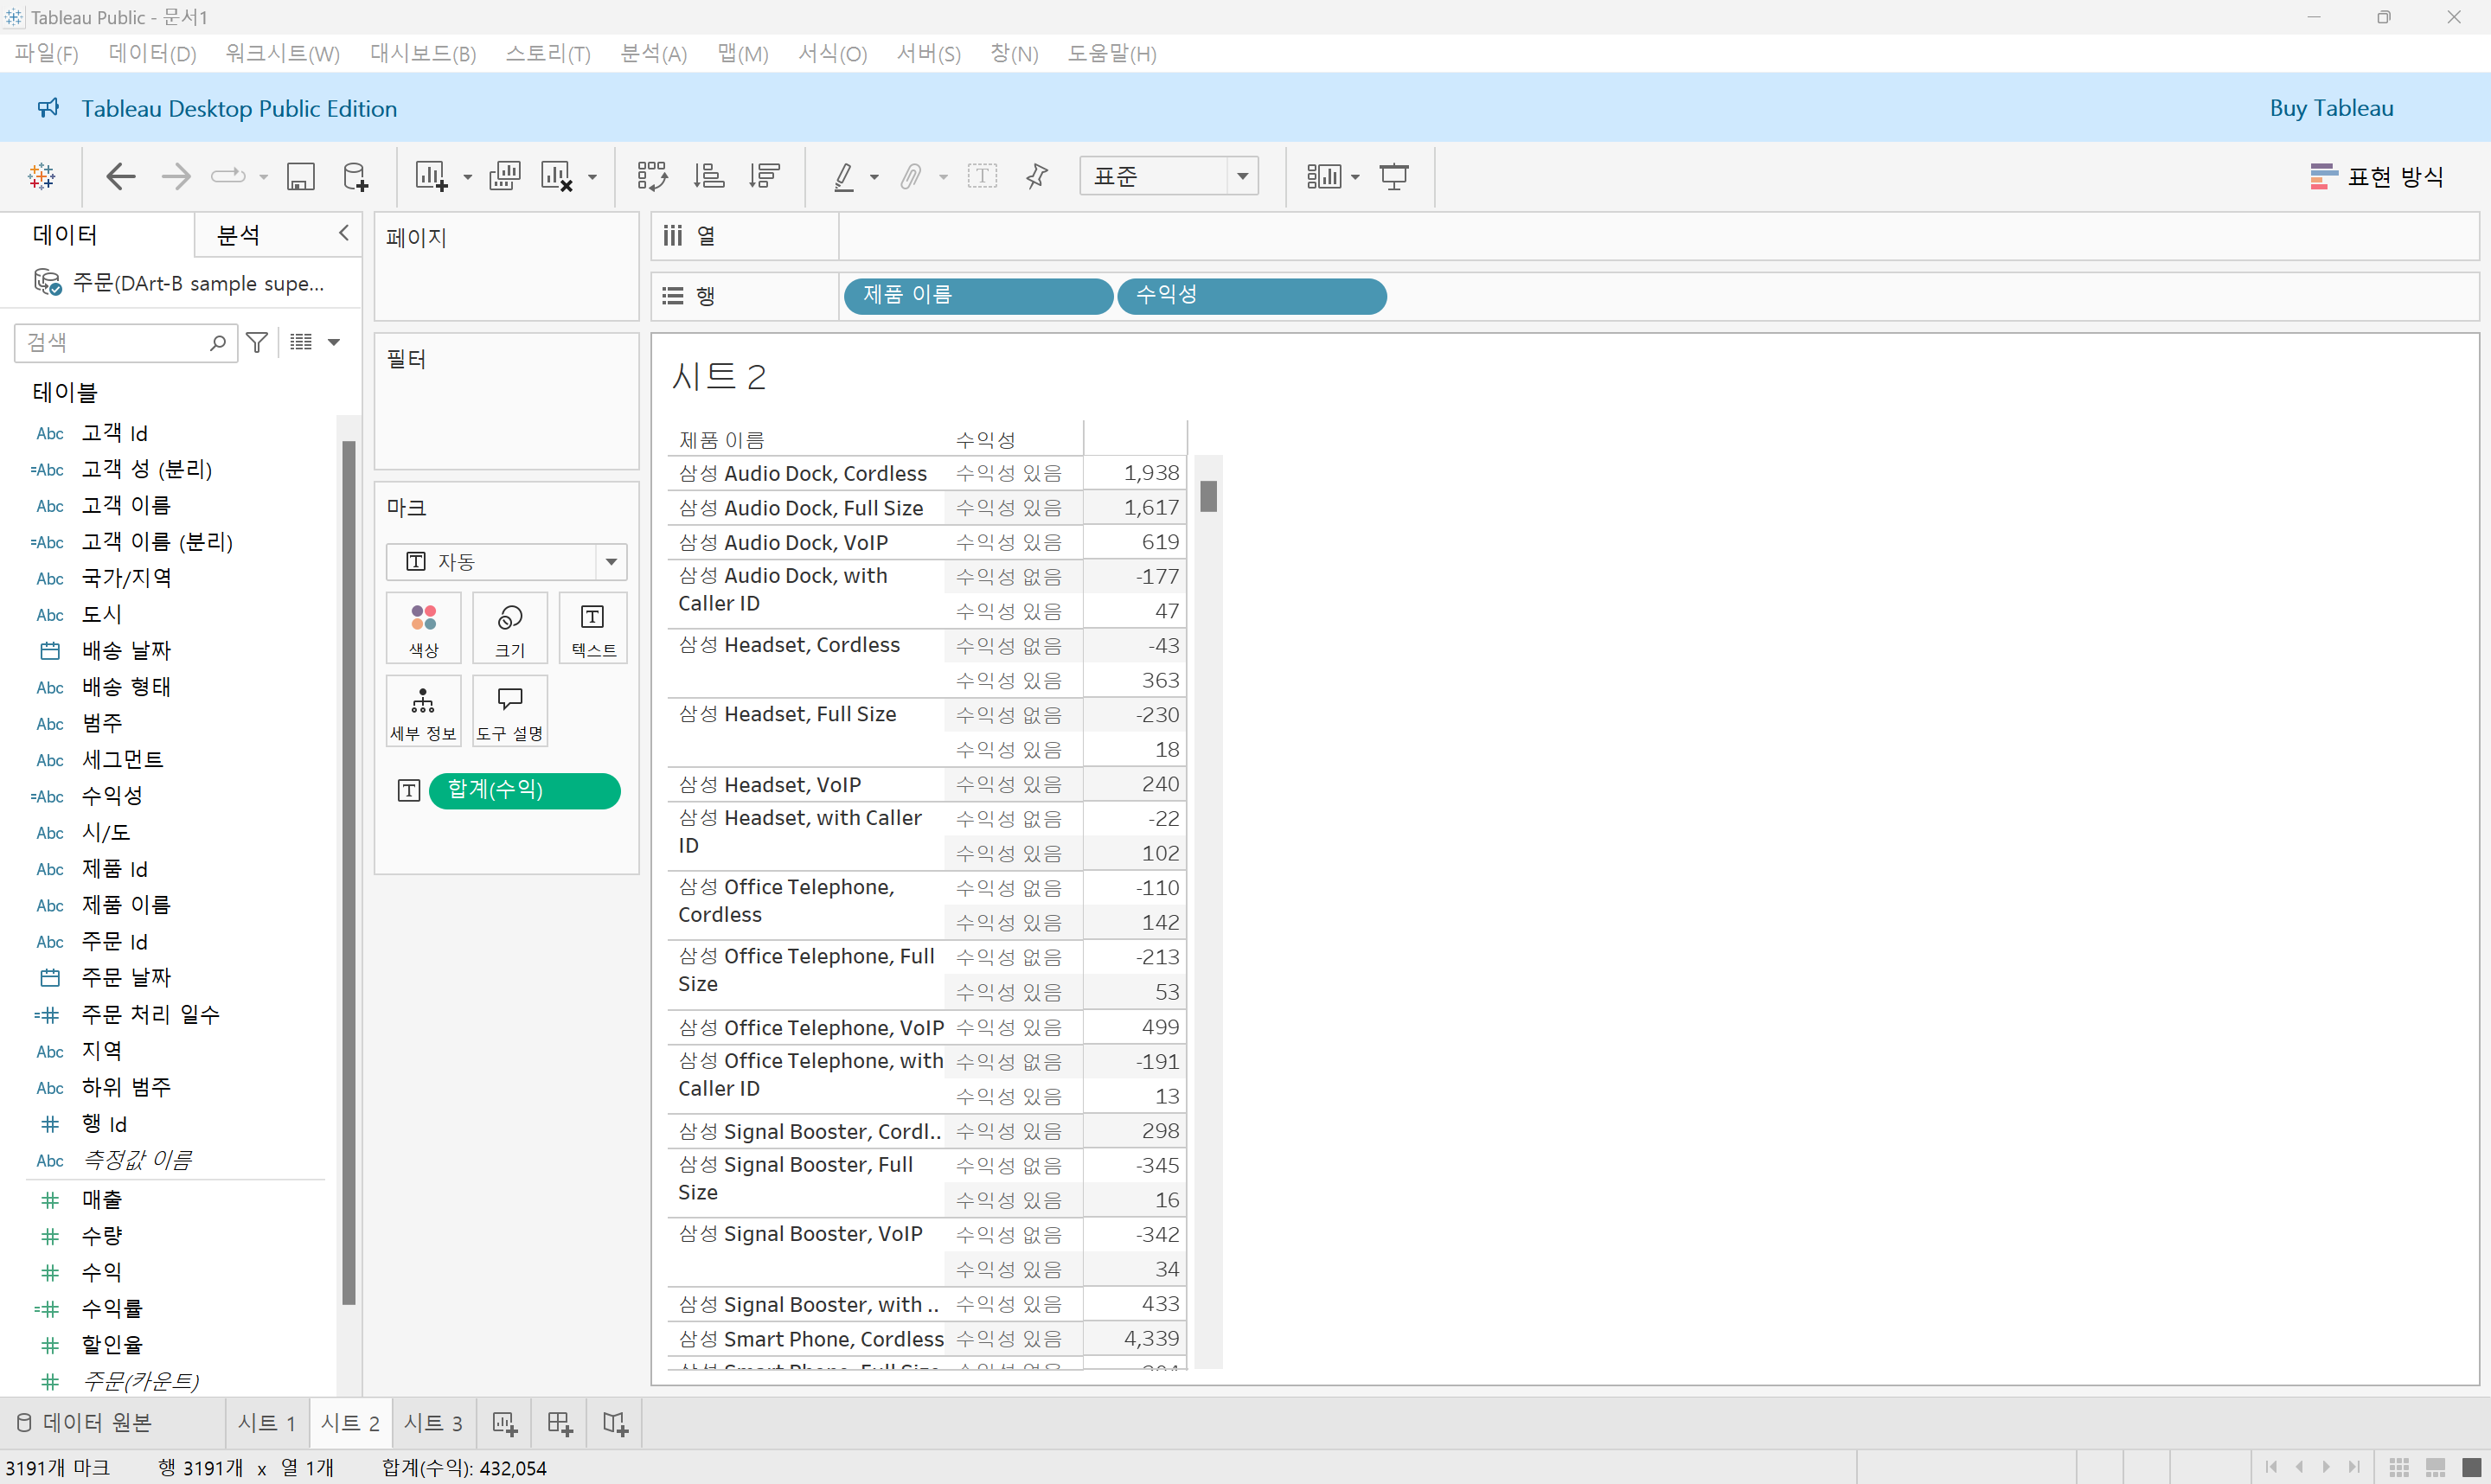 Tableau Public - 문서1
파일(F) 데이터(D) 워크시트(W) 대시보드(B) 스토리(T) 분석(A) 맵(M) 서식(O) 서버(S) 창(N) 도움말(H)
Tableau Desktop Public Edition
Buy Tableau
표준
표현 방식
데이터
분석
주문(DArt-B sample supe...
검색
테이블
Abc 고객 Id
=Abc 고객 성 (분리)
Abc 고객 이름
=Abc 고객 이름 (분리)
Abc 국가/지역
Abc 도시
배송 날짜
Abc 배송 형태
Abc 범주
Abc 세그먼트
=Abc 수익성
Abc 시/도
Abc 제품 Id
Abc 제품 이름
Abc 주문 Id
주문 날짜
=# 주문 처리 일수
Abc 지역
Abc 하위 범주
# 행 Id
Abc 측정값 이름
# 매출
# 수량
# 수익
=# 수익률
# 할인율
# 주문(카운트)
페이지
필터
마크
자동
색상
크기
텍스트
세부 정보
도구 설명
합계(수익)
열
행
제품 이름
수익성
시트 2
제품 이름 수익성
삼성 Audio Dock, Cordless 수익성 있음 1,938
삼성 Audio Dock, Full Size 수익성 있음 1,617
삼성 Audio Dock, VoIP 수익성 있음 619
삼성 Audio Dock, with 수익성 없음 -177
Caller ID 수익성 있음 47
삼성 Headset, Cordless 수익성 없음 -43
수익성 있음 363
삼성 Headset, Full Size 수익성 없음 -230
수익성 있음 18
삼성 Headset, VoIP 수익성 있음 240
삼성 Headset, with Caller 수익성 없음 -22
ID 수익성 있음 102
삼성 Office Telephone, 수익성 없음 -110
Cordless 수익성 있음 142
삼성 Office Telephone, Full 수익성 없음 -213
Size 수익성 있음 53
삼성 Office Telephone, VoIP 수익성 있음 499
삼성 Office Telephone, with 수익성 없음 -191
Caller ID 수익성 있음 13
삼성 Signal Booster, Cordl.. 수익성 있음 298
삼성 Signal Booster, Full 수익성 없음 -345
Size 수익성 있음 16
삼성 Signal Booster, VoIP 수익성 없음 -342
수익성 있음 34
삼성 Signal Booster, with .. 수익성 있음 433
삼성 Smart Phone, Cordless 수익성 있음 4,339
삼성 Smart Phone, Full Size
데이터 원본
시트 1
시트 2
시트 3
3191개 마크 행 3191개 x 열 1개 합계(수익): 432,054